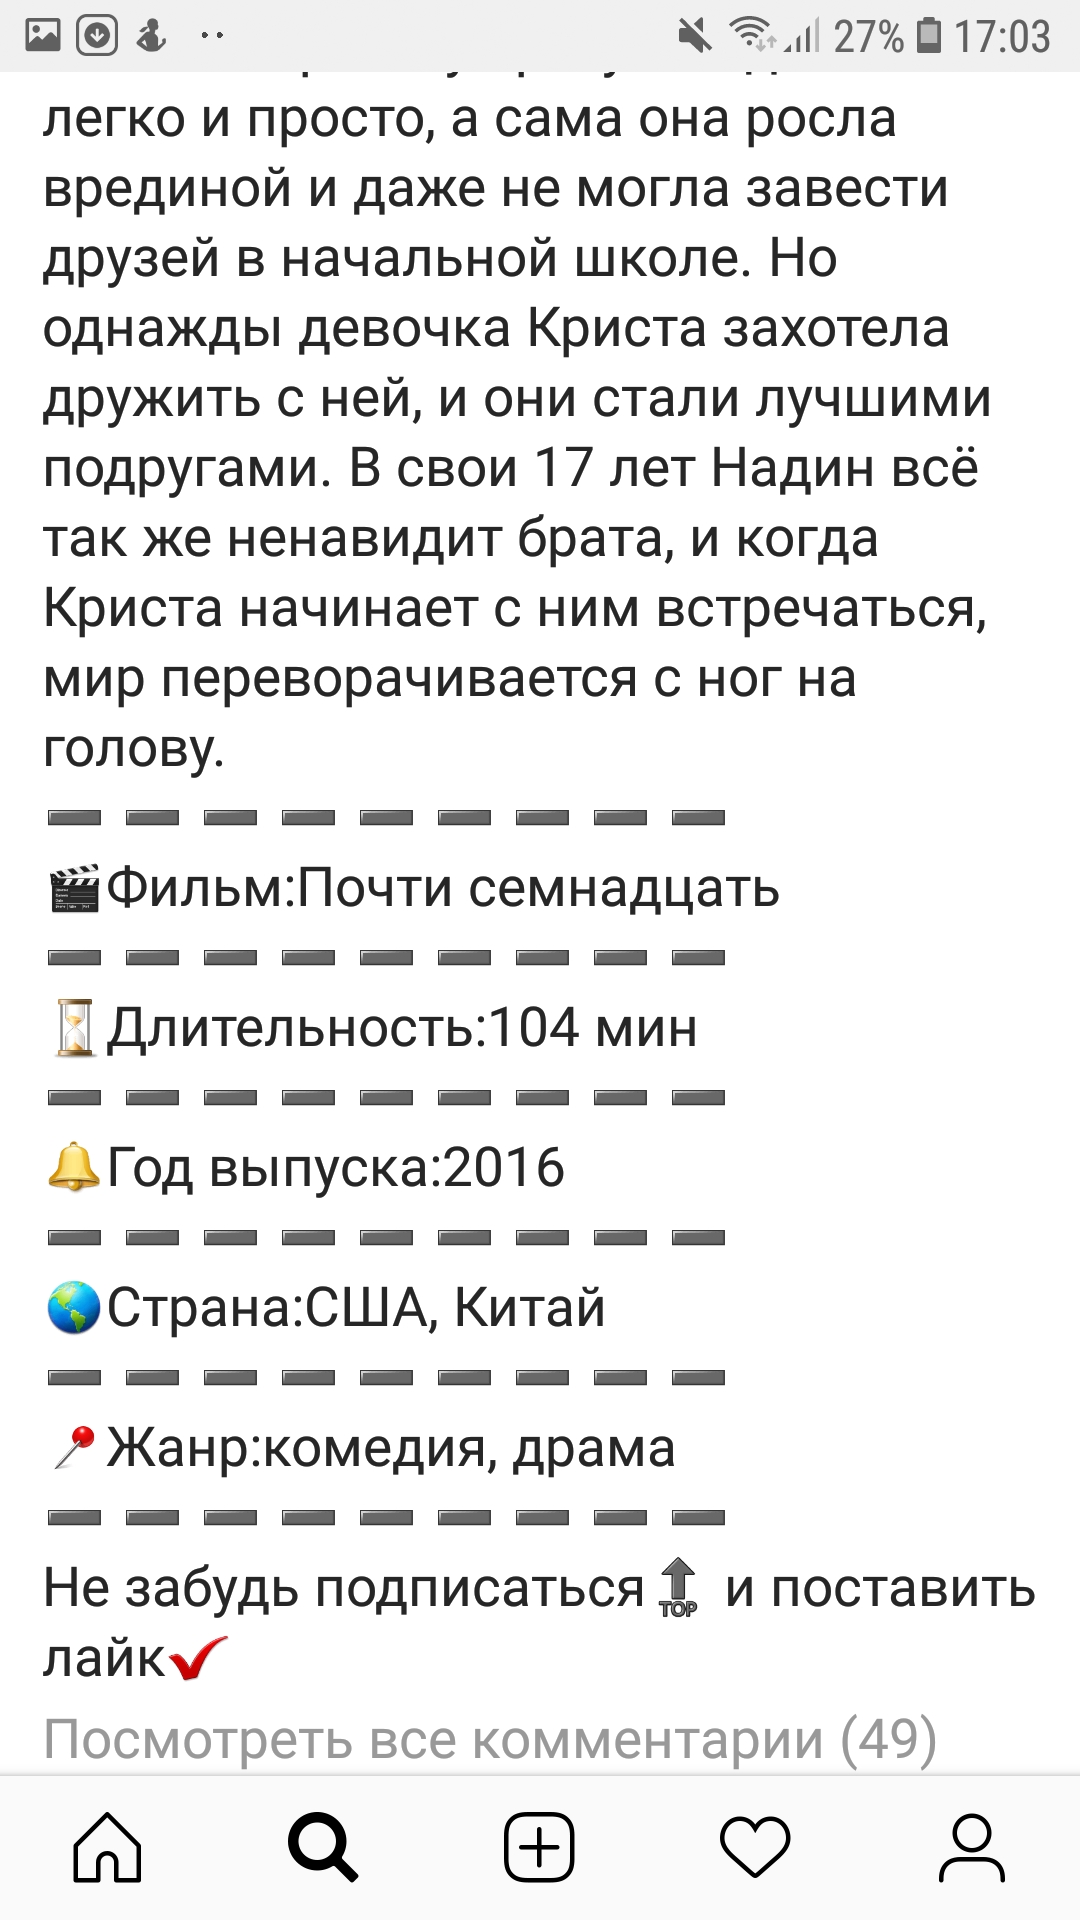 27% 17:03
легко и просто, а сама она росла
врединой и даже не могла завести
друзей в начальной школе. Но
однажды девочка Криста захотела
дружить с ней, и они стали лучшими
подругами. В свои 17 лет Надин всё
так же ненавидит брата, и когда
Криста начинает с ним встречаться,
мир переворачивается с ног на
голову.
Фильм:Почти семнадцать
Длительность:104 мин
Год выпуска:2016
Страна:США, Китай
Жанр:комедия, драма
Не забудь подписаться TOP и поставить
лайк
Посмотреть все комментарии (49)